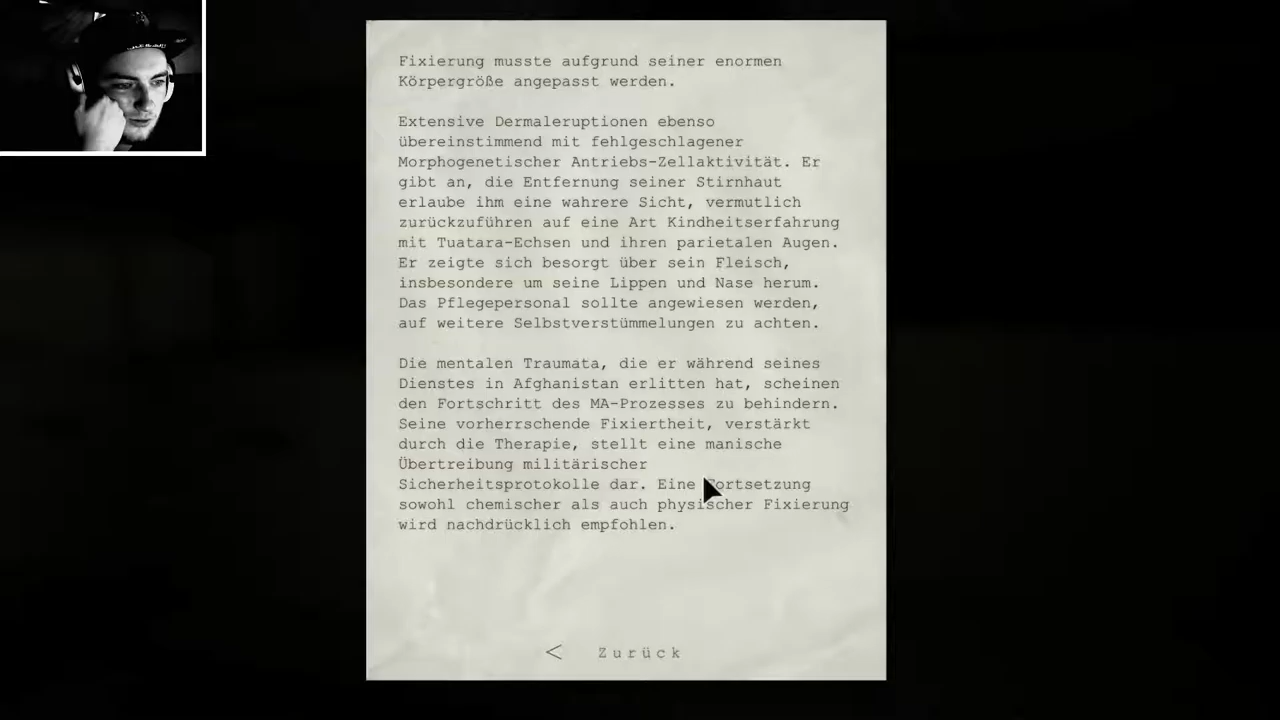 Fixierung musste aufgrund seiner enormen
Körpergröße angepasst werden.
Extensive Dermaleruptionen ebenso
übereinstimmend mit fehlgeschlagener
Morphogenetischer Antriebs-Zellaktivität. Er
gibt an, die Entfernung seiner Stirnhaut
erlaube ihm eine wahrere Sicht, vermutlich
zurückzuführen auf eine Art Kindheitserfahrung
mit Tuatara-Echsen und ihren parietalen Augen.
Er zeigte sich besorgt über sein Fleisch,
insbesondere um seine Lippen und Nase herum.
Das Pflegepersonal sollte angewiesen werden,
auf weitere Selbstverstümmelungen zu achten.
Die mentalen Traumata, die er während seines
Dienstes in Afghanistan erlitten hat, scheinen
den Fortschritt des MA-Prozesses zu behindern.
Seine vorherrschende Fixiertheit, verstärkt
durch die Therapie, stellt eine manische
Übertreibung militärischer
Sicherheitsprotokolle dar. Eine Fortsetzung
sowohl chemischer als auch physischer Fixierung
wird nachdrücklich empfohlen.
< Zurück